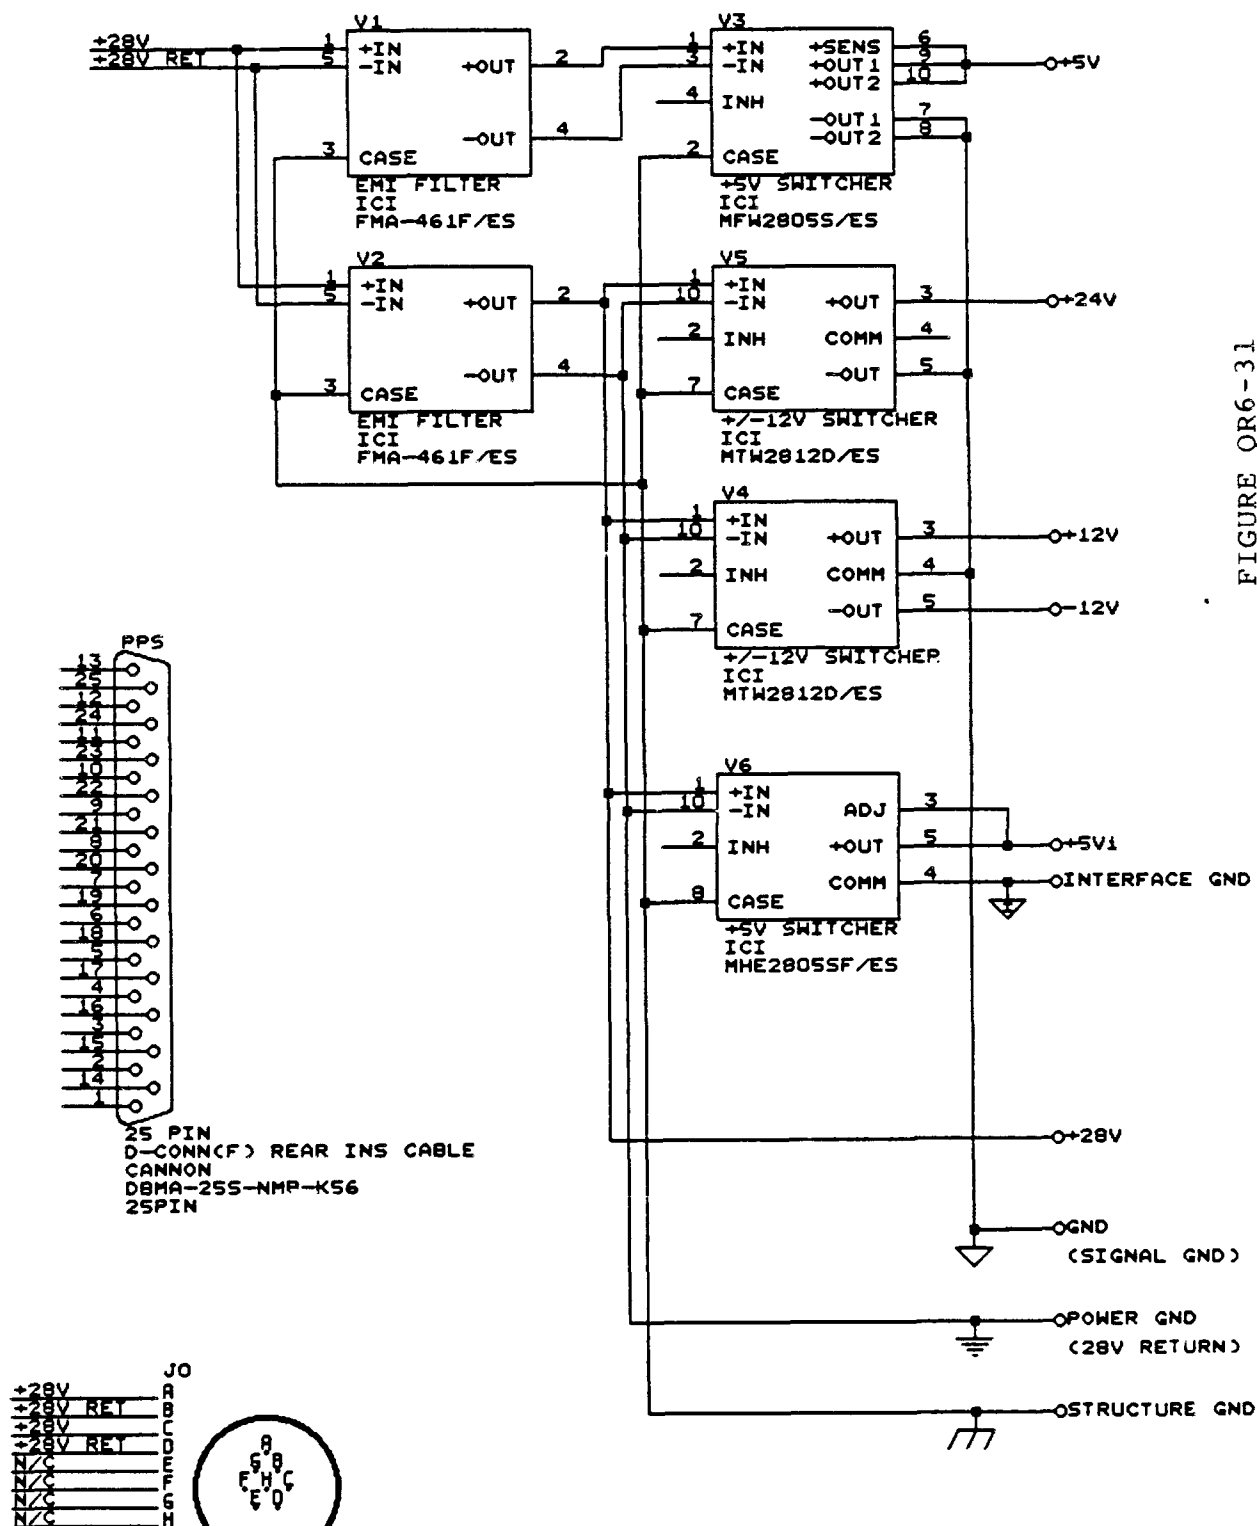 +28V
+28V RET
V1
1 +IN
5 -IN
+OUT 2
-OUT 4
3 CASE
EMI FILTER
ICI
FMA-461F/ES
V2
1 +IN
5 -IN
+OUT 2
-OUT 4
3 CASE
EMI FILTER
ICI
FMA-461F/ES
V3
1 +IN
3 -IN
4 INH
2 CASE
+SENS 6
+OUT1 9
+OUT2 10
-OUT1 7
-OUT2 8
+5V SWITCHER
ICI
MFW2805S/ES
+5V
V5
1 +IN
10 -IN
2 INH
7 CASE
+OUT 3
COMM 4
-OUT 5
+/-12V SWITCHER
ICI
MTW2812D/ES
+24V
V4
1 +IN
10 -IN
2 INH
7 CASE
+OUT 3
COMM 4
-OUT 5
+/-12V SWITCHER
ICI
MTW2812D/ES
+12V
-12V
V6
1 +IN
10 -IN
2 INH
8 CASE
ADJ 3
+OUT 5
COMM 4
+5V SWITCHER
ICI
MHE2805SF/ES
+5Vi
INTERFACE GND
+28V
GND
(SIGNAL GND)
POWER GND
(28V RETURN)
STRUCTURE GND
FIGURE OR6-31
PPS
13
25
12
24
11
23
10
22
9
21
8
20
7
19
6
18
5
17
4
16
3
15
2
14
1
25 PIN
D-CONN(F) REAR INS CABLE
CANNON
DBMA-25S-NMP-K56
25PIN
J0
+28V A
+28V RET B
+28V C
+28V RET D
N/C E
N/C F
N/C G
N/C H
A
G B
F H C
E D